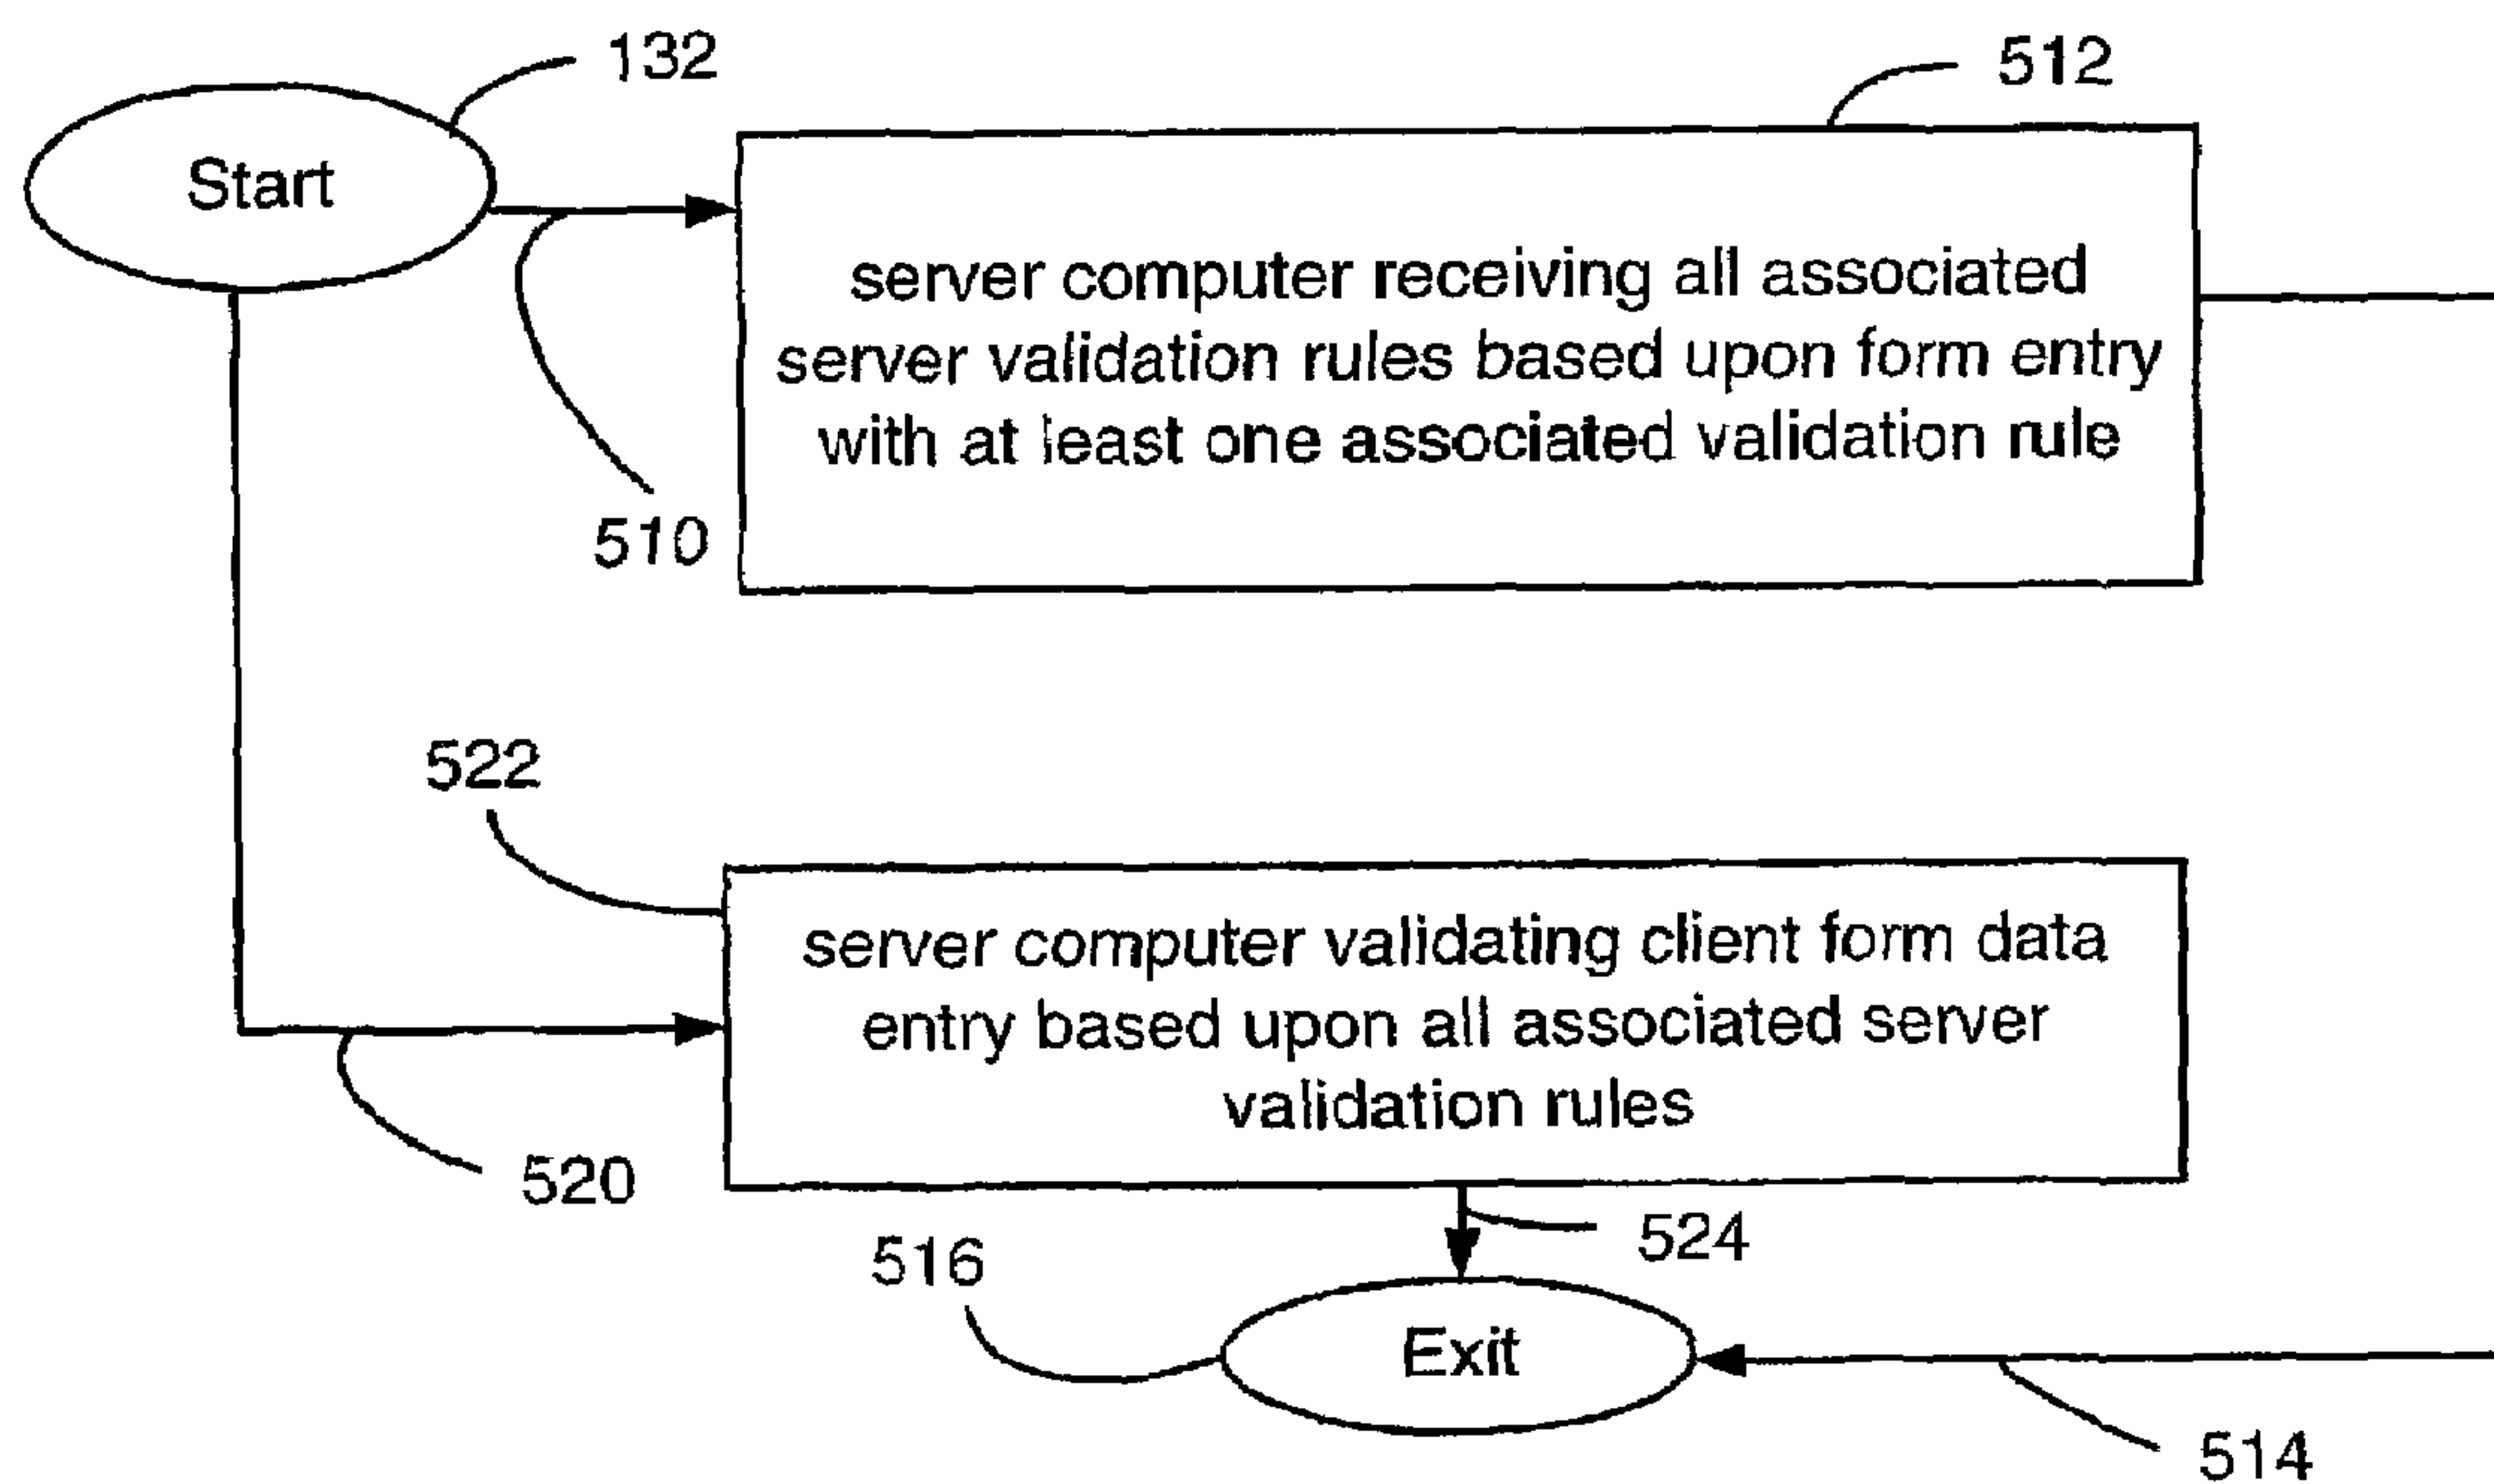 132
512
Start
server computer receiving all associated
server validation rules based upon form entry
with at least one associated validation rule
510
522
server computer validating client form data
entry based upon all associated server
validation rules
520
524
516
Exit
514